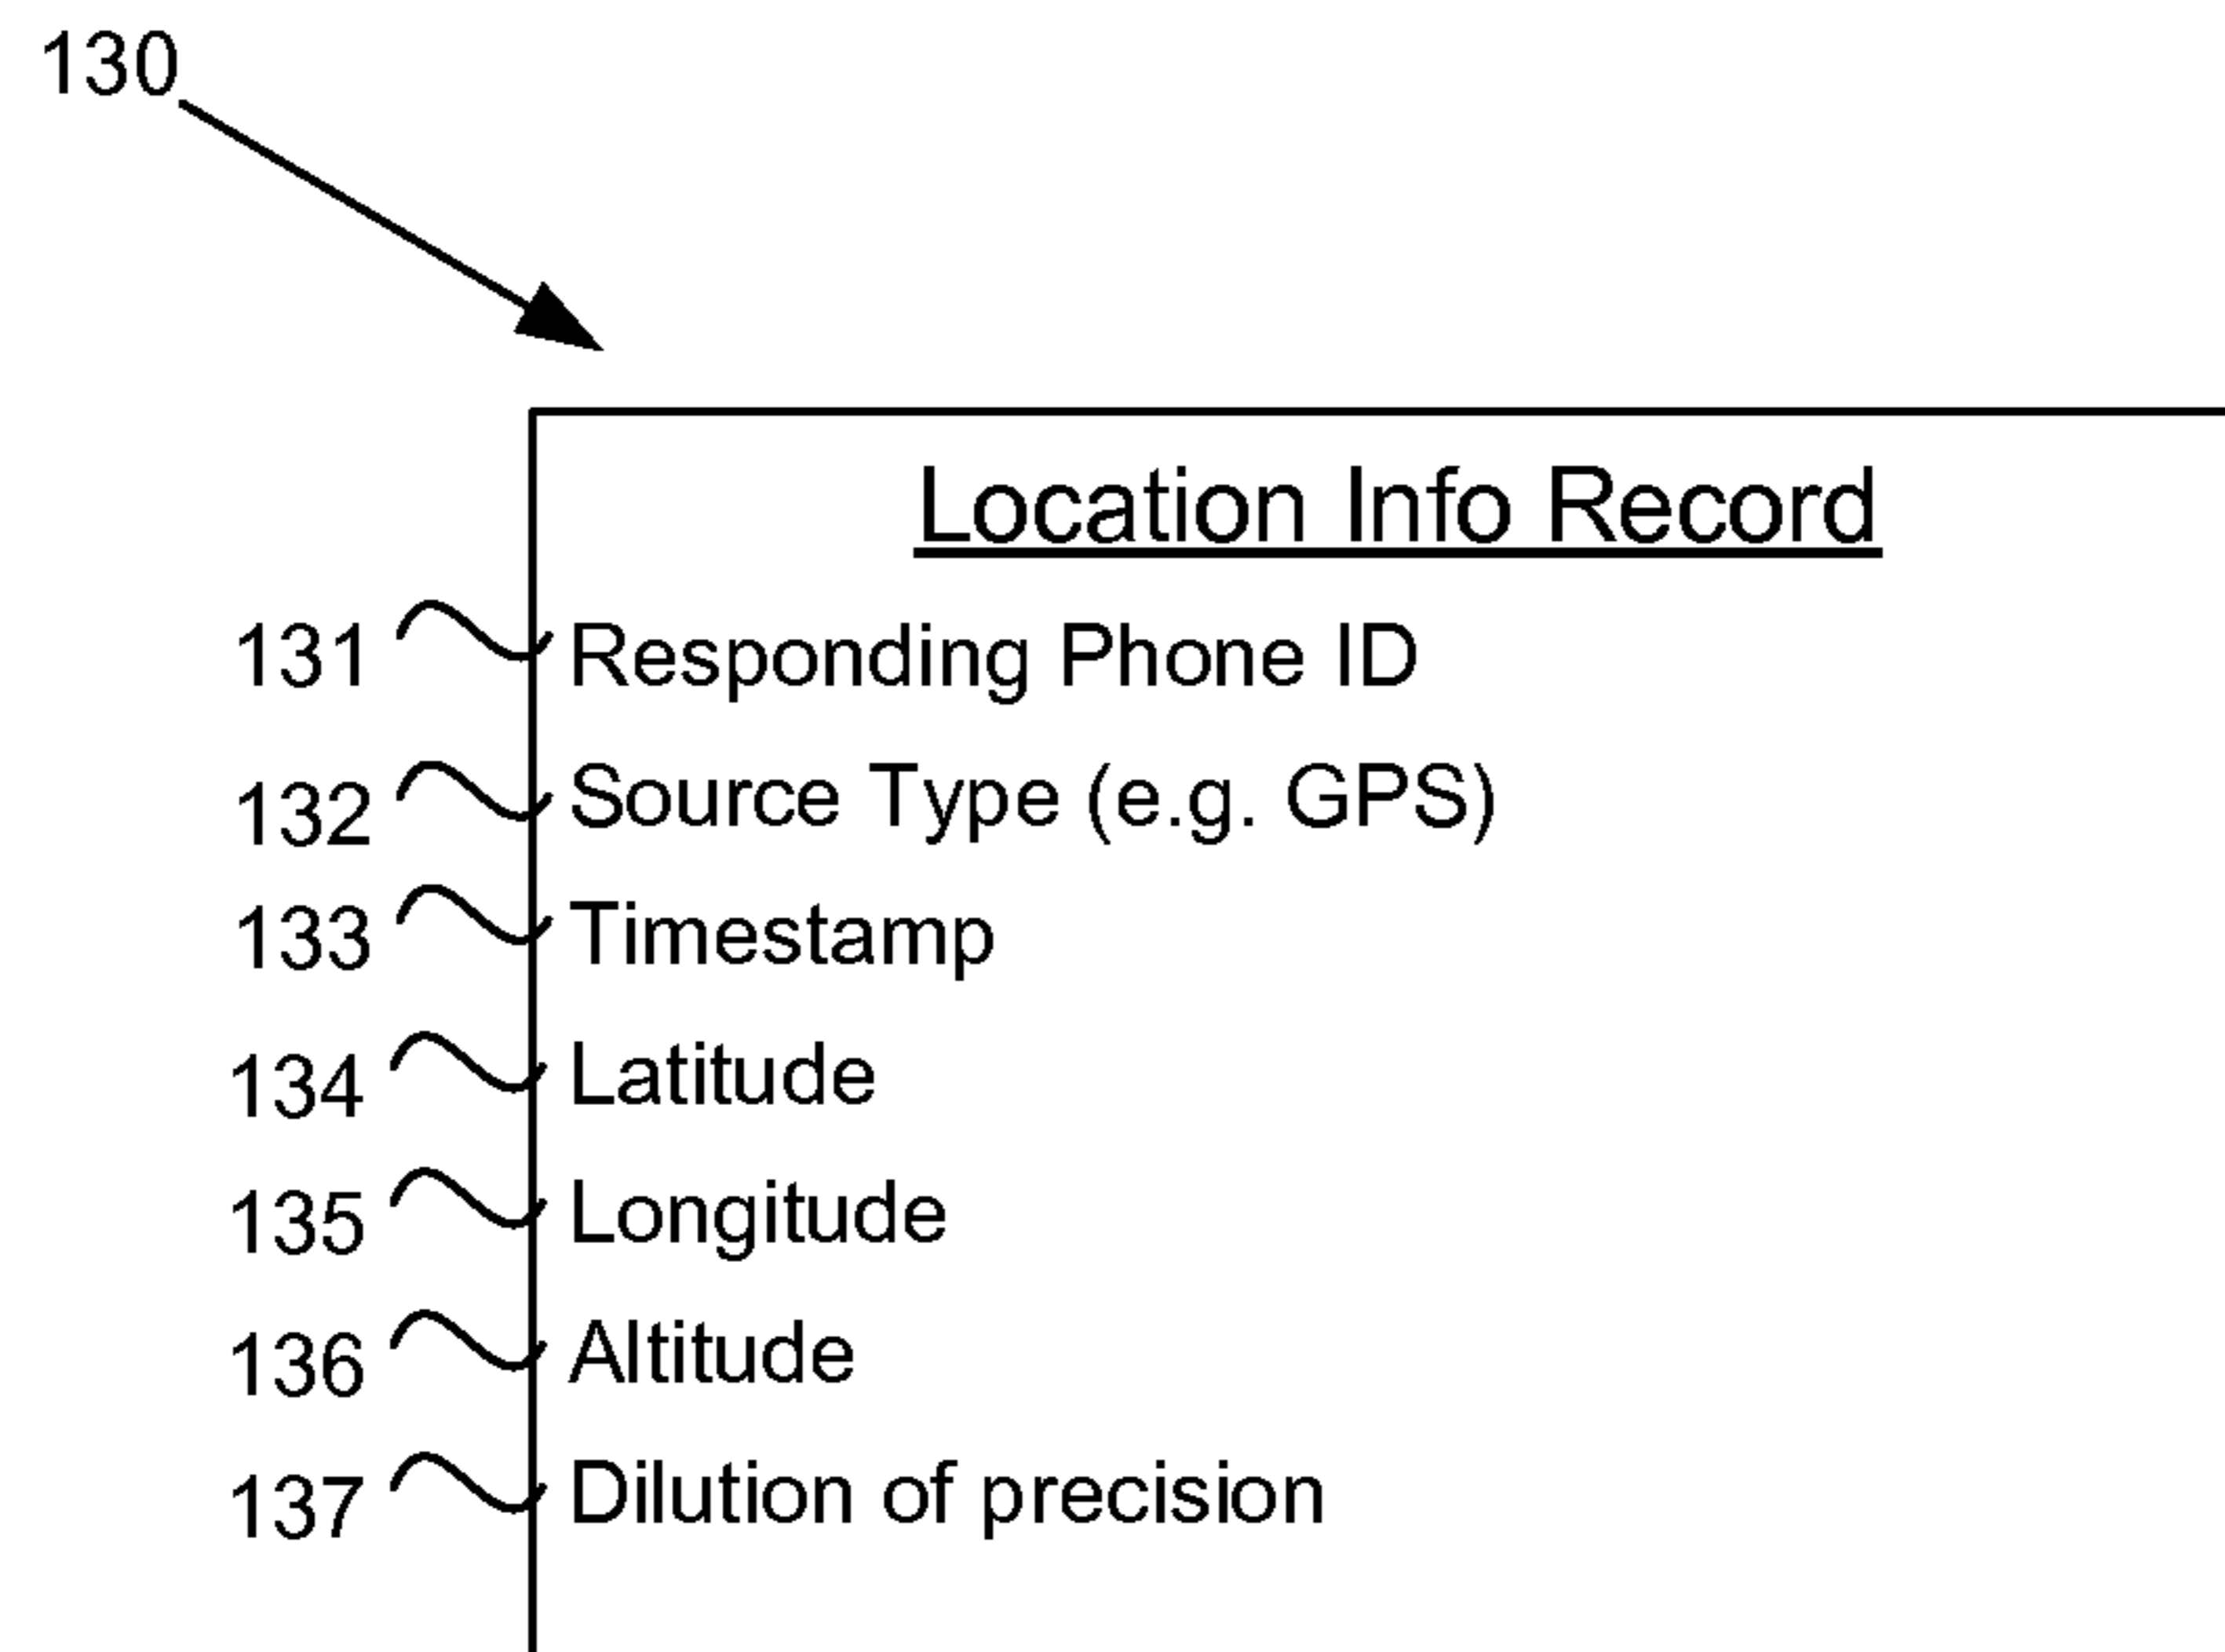 130
Location Info Record
131 Responding Phone ID
132 Source Type (e.g. GPS)
133 Timestamp
134 Latitude
135 Longitude
136 Altitude
137 Dilution of precision